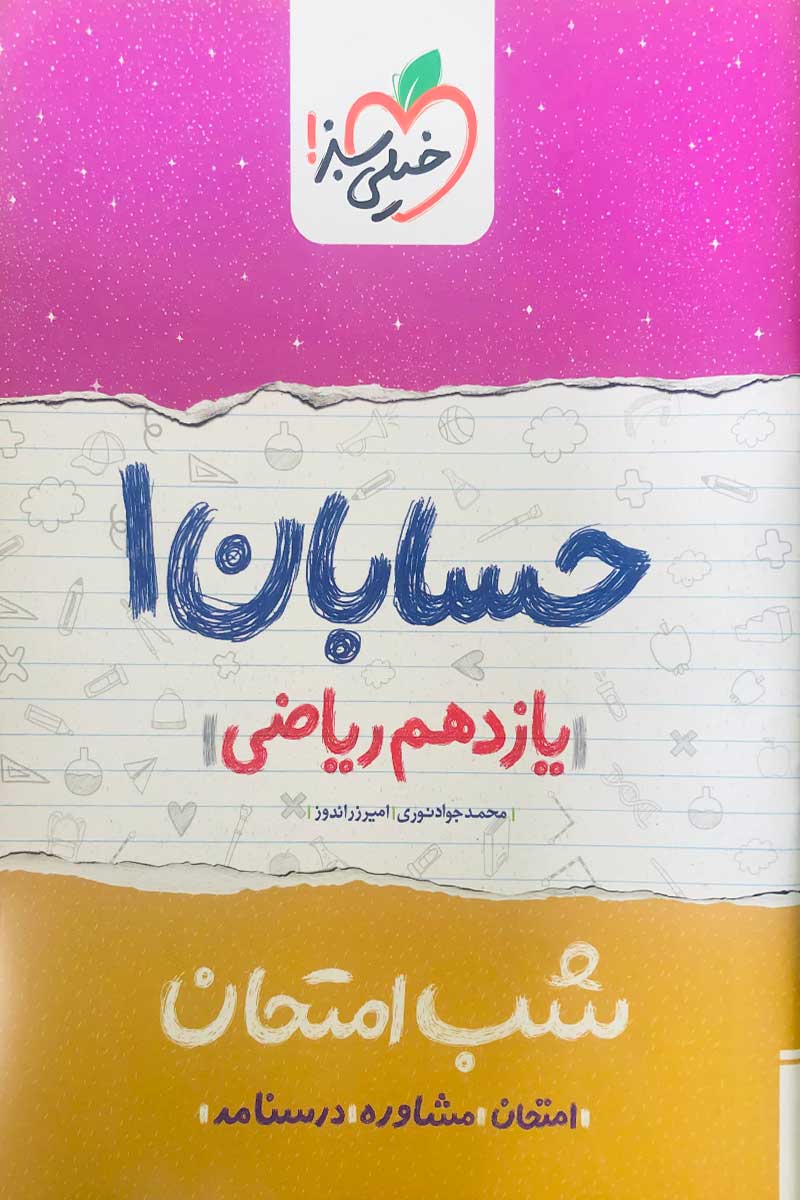 خیلی سبز!
حسابان ۱
یازدهم ریاضی
محمدجواد نوری | امیر زراندوز
شب امتحان
امتحان | مشاوره | درسنامه